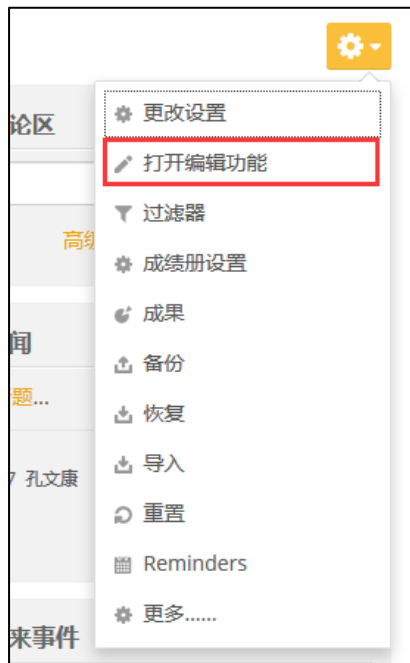 更改设置
论区
打开编辑功能
过滤器
高级
成绩册设置
成果
闻
备份
题...
恢复
导入
7 孔文康
重置
Reminders
更多......
来事件